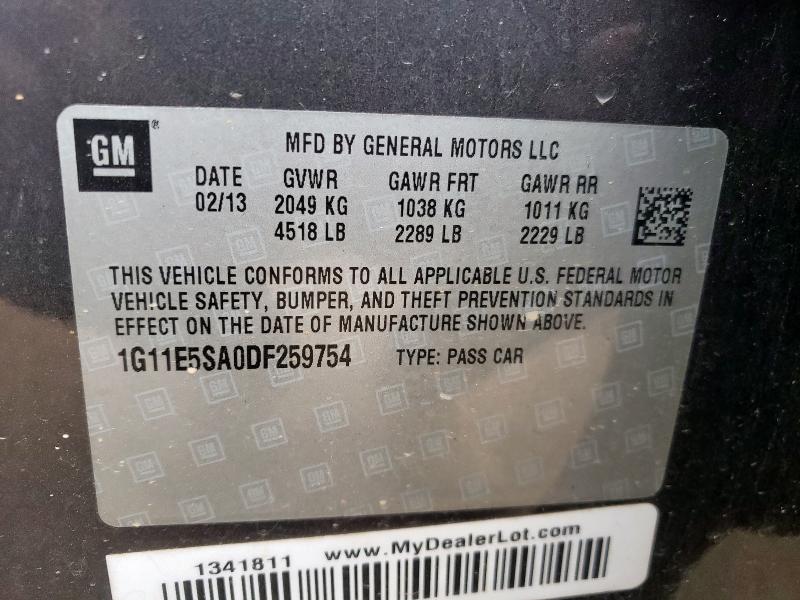 GM®
MFD BY GENERAL MOTORS LLC
DATE GVWR GAWR FRT GAWR RR
02/13 2049 KG 1038 KG 1011 KG
4518 LB 2289 LB 2229 LB
THIS VEHICLE CONFORMS TO ALL APPLICABLE U.S. FEDERAL MOTOR
VEHICLE SAFETY, BUMPER, AND THEFT PREVENTION STANDARDS IN
EFFECT ON THE DATE OF MANUFACTURE SHOWN ABOVE.
1G11E5SA0DF259754 TYPE: PASS CAR
1341811 www.MyDealerLot.com